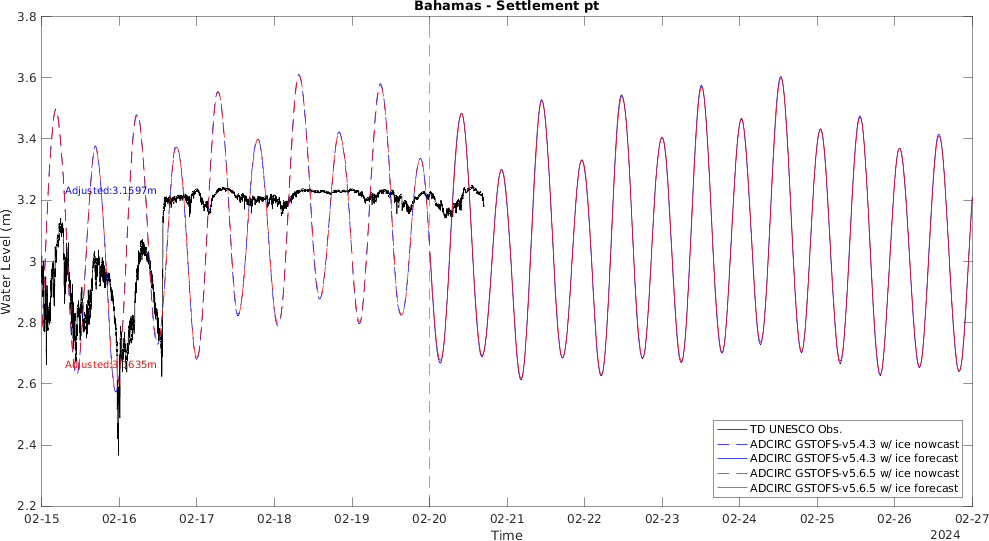 Bahamas - Settlement pt
3.8
3.6
3.4
3.2
3
2.8
2.6
2.4
2.2
Water Level (m)
Adjusted:3.1597m
02-15
02-16
02-17
02-18
02-19
02-20
02-21
02-22
02-23
02-24
02-25
02-26
02-27
Time
2024
TD UNESCO Obs.
ADCIRC GSTOFS-v5.4.3 w/ ice nowcast
ADCIRC GSTOFS-v5.4.3 w/ ice forecast
ADCIRC GSTOFS-v5.6.5 w/ ice nowcast
ADCIRC GSTOFS-v5.6.5 w/ ice forecast